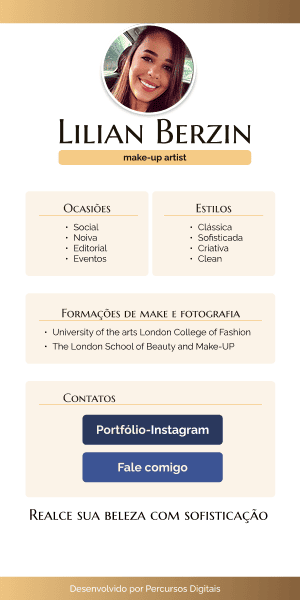 Lilian Berzin
make-up artist
Ocasiões
• Social
• Noiva
• Editorial
• Eventos
Estilos
• Clássica
• Sofisticada
• Criativa
• Clean
Formações de make e fotografia
• University of the arts London College of Fashion
• The London School of Beauty and Make-UP
Contatos
Portfólio-Instagram
Fale comigo
Realce sua beleza com sofisticação
Desenvolvido por Percursos Digitais